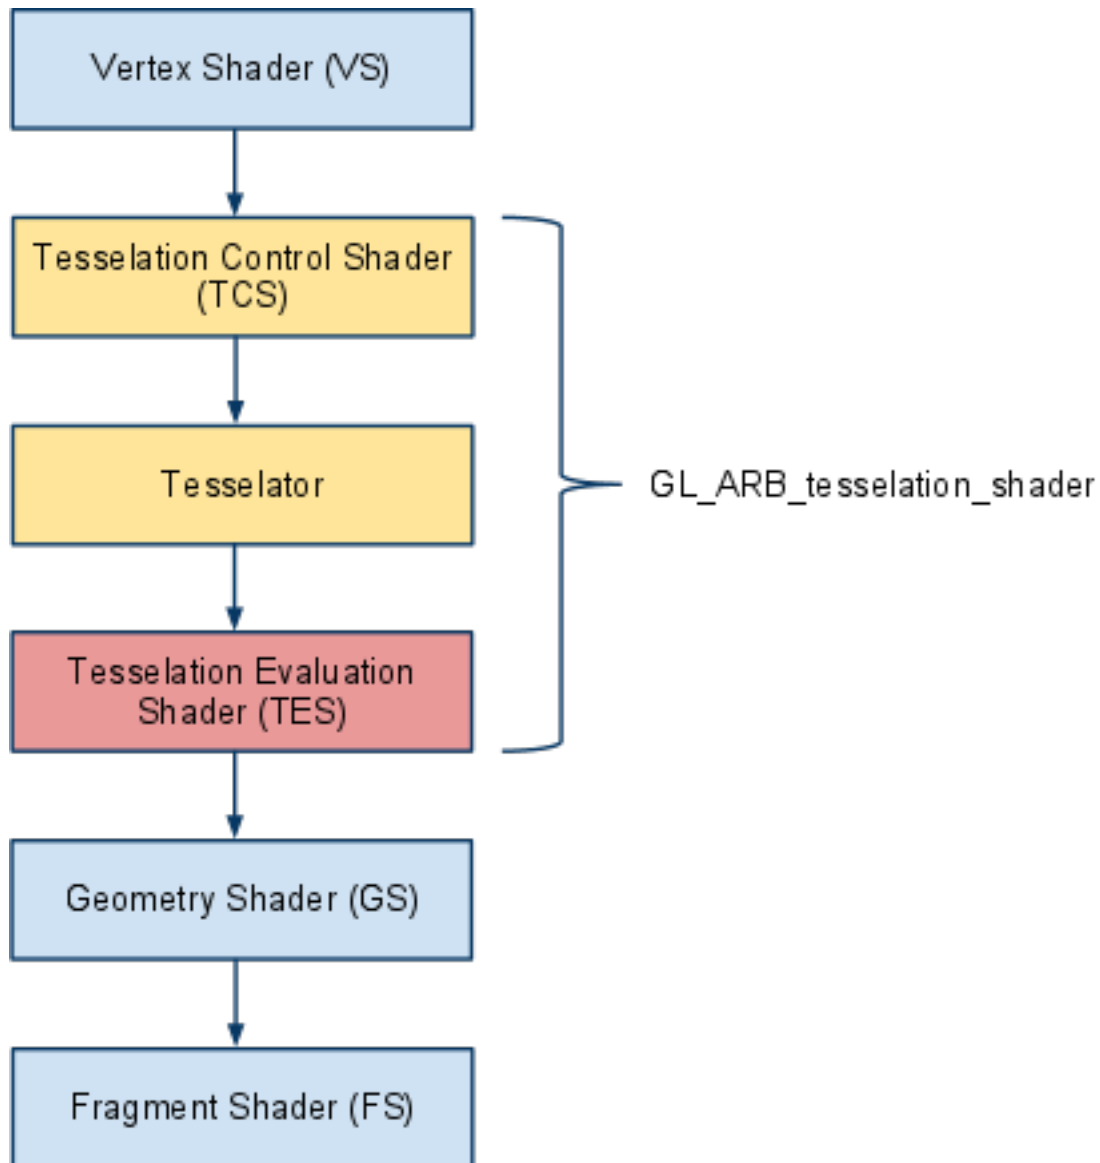 Vertex Shader (VS)
Tesselation Control Shader
(TCS)
Tesselator
GL_ARB_tesselation_shader
Tesselation Evaluation
Shader (TES)
Geometry Shader (GS)
Fragment Shader (FS)